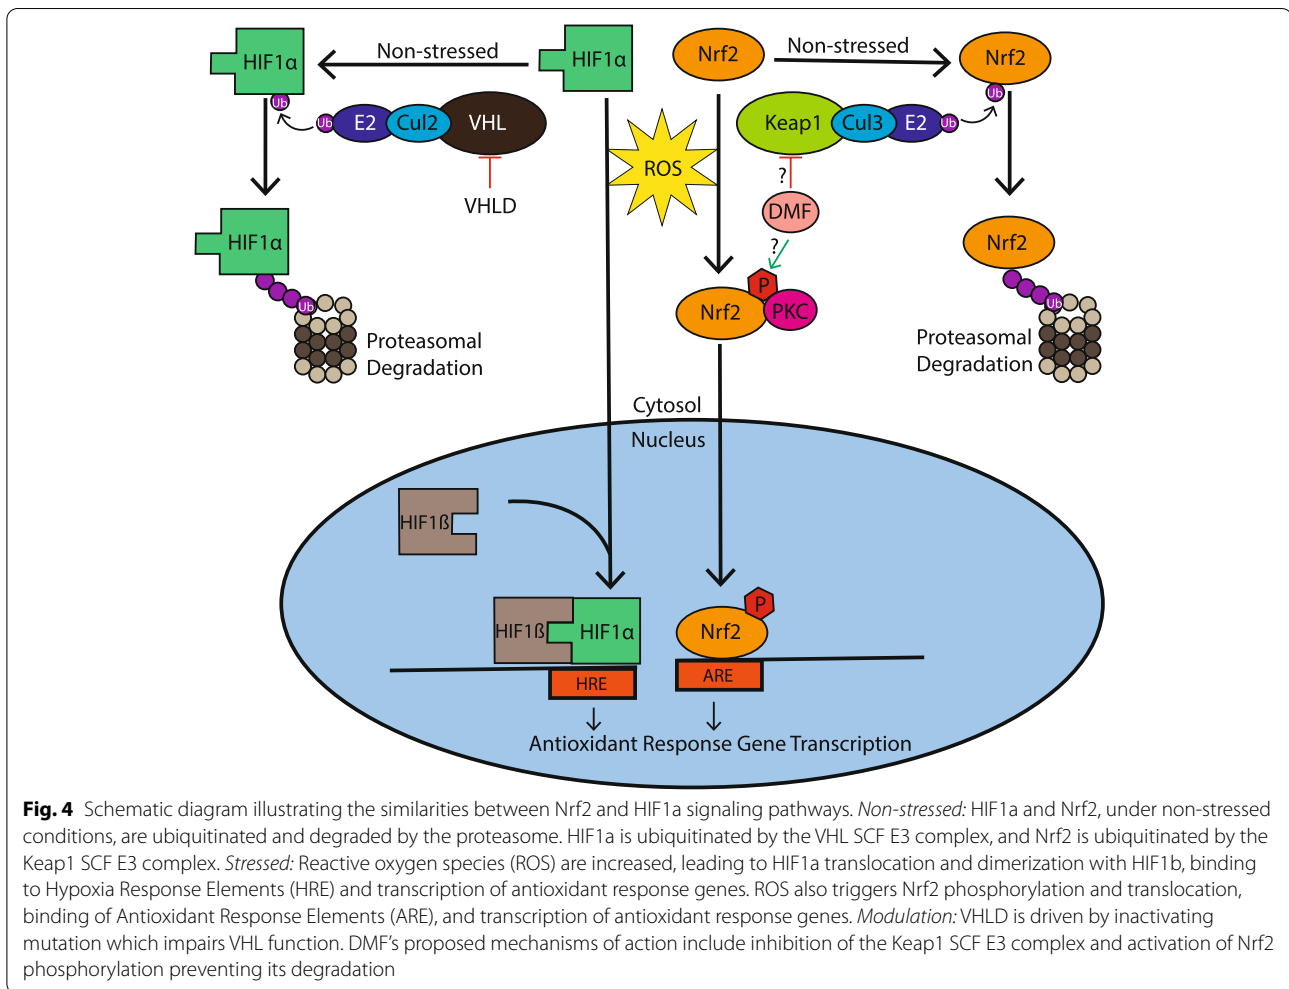 HIF1α
Non-stressed
HIF1α
Nrf2
Non-stressed
Nrf2
Ub
Ub
E2
Cul2
VHL
Keap1
Cul3
E2
Ub
Ub
ROS
?
VHLD
DMF
HIF1α
?
Nrf2
P
Nrf2
PKC
Ub
Ub
Proteasomal
Degradation
Proteasomal
Degradation
Cytosol
Nucleus
HIF1ß
P
HIF1ß
HIF1α
Nrf2
HRE
ARE
Antioxidant Response Gene Transcription
Fig. 4 Schematic diagram illustrating the similarities between Nrf2 and HIF1a signaling pathways. Non-stressed: HIF1a and Nrf2, under non-stressed
conditions, are ubiquitinated and degraded by the proteasome. HIF1a is ubiquitinated by the VHL SCF E3 complex, and Nrf2 is ubiquitinated by the
Keap1 SCF E3 complex. Stressed: Reactive oxygen species (ROS) are increased, leading to HIF1a translocation and dimerization with HIF1b, binding
to Hypoxia Response Elements (HRE) and transcription of antioxidant response genes. ROS also triggers Nrf2 phosphorylation and translocation,
binding of Antioxidant Response Elements (ARE), and transcription of antioxidant response genes. Modulation: VHLD is driven by inactivating
mutation which impairs VHL function. DMF's proposed mechanisms of action include inhibition of the Keap1 SCF E3 complex and activation of Nrf2
phosphorylation preventing its degradation